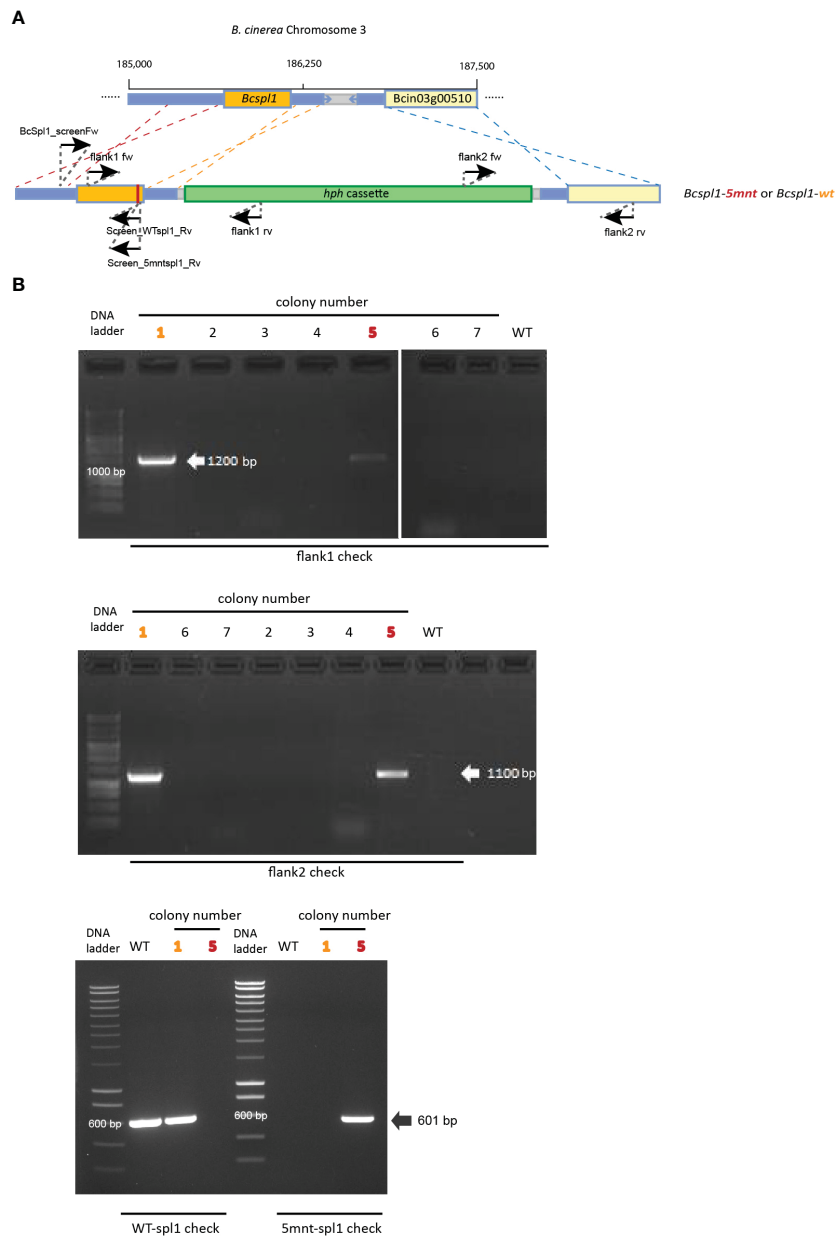 A
B. cinerea Chromosome 3
185,000 186,250 187,500
...... Bcspl1 Bcin03g00510 ......
BcSpl1_screenFw
flank1 fw flank2 fw
hph cassette Bcspl1-5mnt or Bcspl1-wt
Screen_WTspl1_Rv flank1 rv flank2 rv
Screen_5mntspl1_Rv
B
colony number
DNA
ladder
1 2 3 4 5 6 7 WT
1200 bp
1000 bp
flank1 check
colony number
DNA
ladder
1 6 7 2 3 4 5 WT
1100 bp
flank2 check
colony number colony number
DNA
ladder
WT 1 5
DNA
ladder
WT 1 5
600 bp 600 bp 601 bp
WT-spl1 check 5mnt-spl1 check